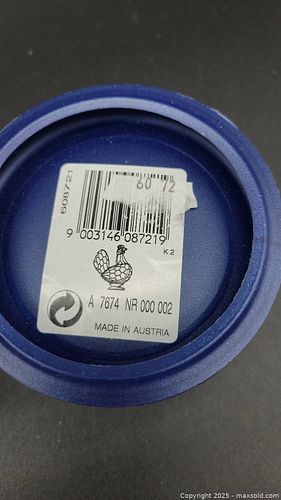 608721
60 72
9 003146 087219
K2
A 7674 NR 000 002
MADE IN AUSTRIA
Copyright © 2025 - maxsold.com